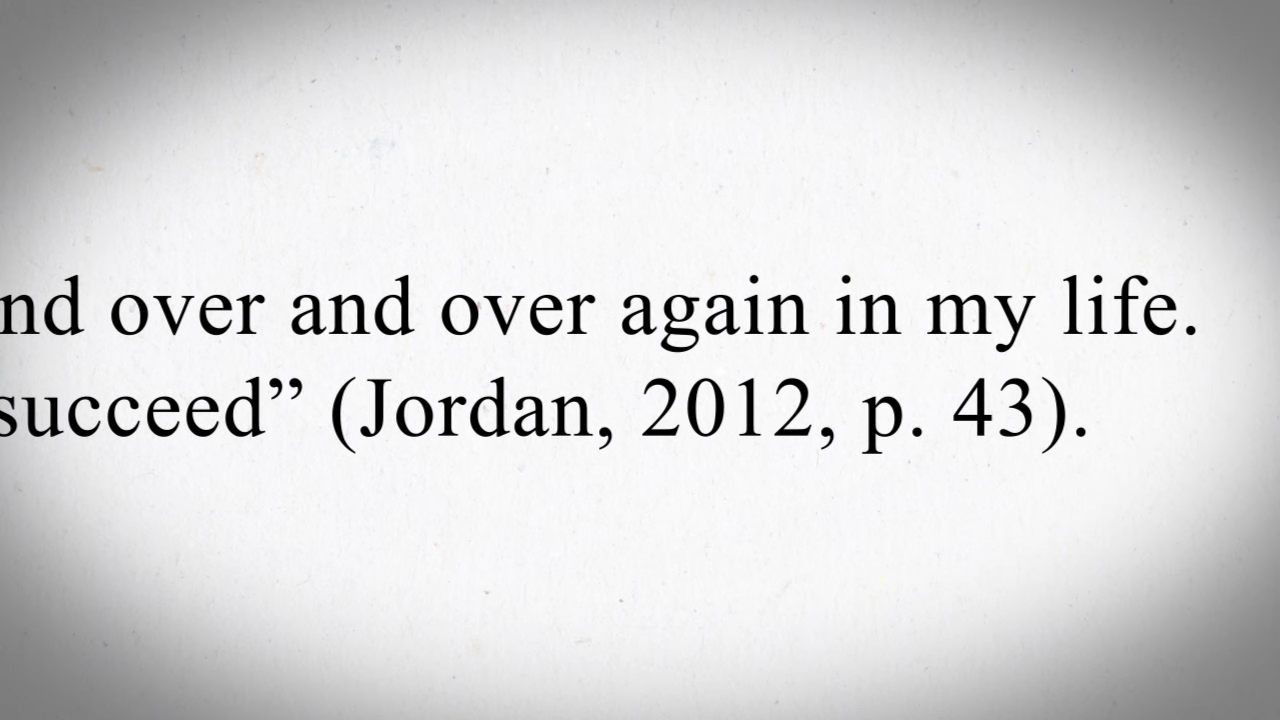 nd over and over again in my life.
succeed” (Jordan, 2012, p. 43).